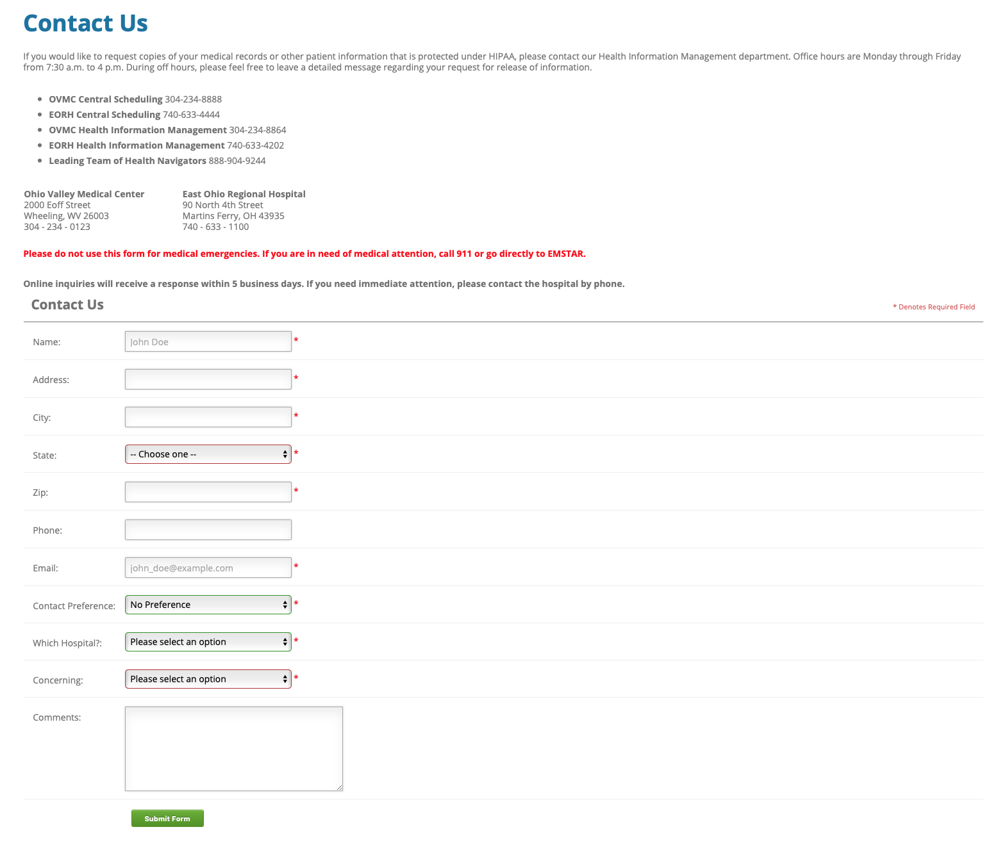 Contact Us
If you would like to request copies of your medical records or other patient information that is protected under HIPAA, please contact our Health Information Management department. Office hours are Monday through Friday
from 7:30 a.m. to 4 p.m. During off hours, please feel free to leave a detailed message regarding your request for release of information.
• OVMC Central Scheduling 304-234-8888
• EORH Central Scheduling 740-633-4444
• OVMC Health Information Management 304-234-8864
• EORH Health Information Management 740-633-4202
• Leading Team of Health Navigators 888-904-9244
Ohio Valley Medical Center
2000 Eoff Street
Wheeling, WV 26003
304 - 234 - 0123
East Ohio Regional Hospital
90 North 4th Street
Martins Ferry, OH 43935
740 - 633 - 1100
Please do not use this form for medical emergencies. If you are in need of medical attention, call 911 or go directly to EMSTAR.
Online inquiries will receive a response within 5 business days. If you need immediate attention, please contact the hospital by phone.
Contact Us
* Denotes Required Field
Name: John Doe *
Address: *
City: *
State: -- Choose one -- *
Zip: *
Phone:
Email: john_doe@example.com *
Contact Preference: No Preference *
Which Hospital?: Please select an option *
Concerning: Please select an option *
Comments:
Submit Form